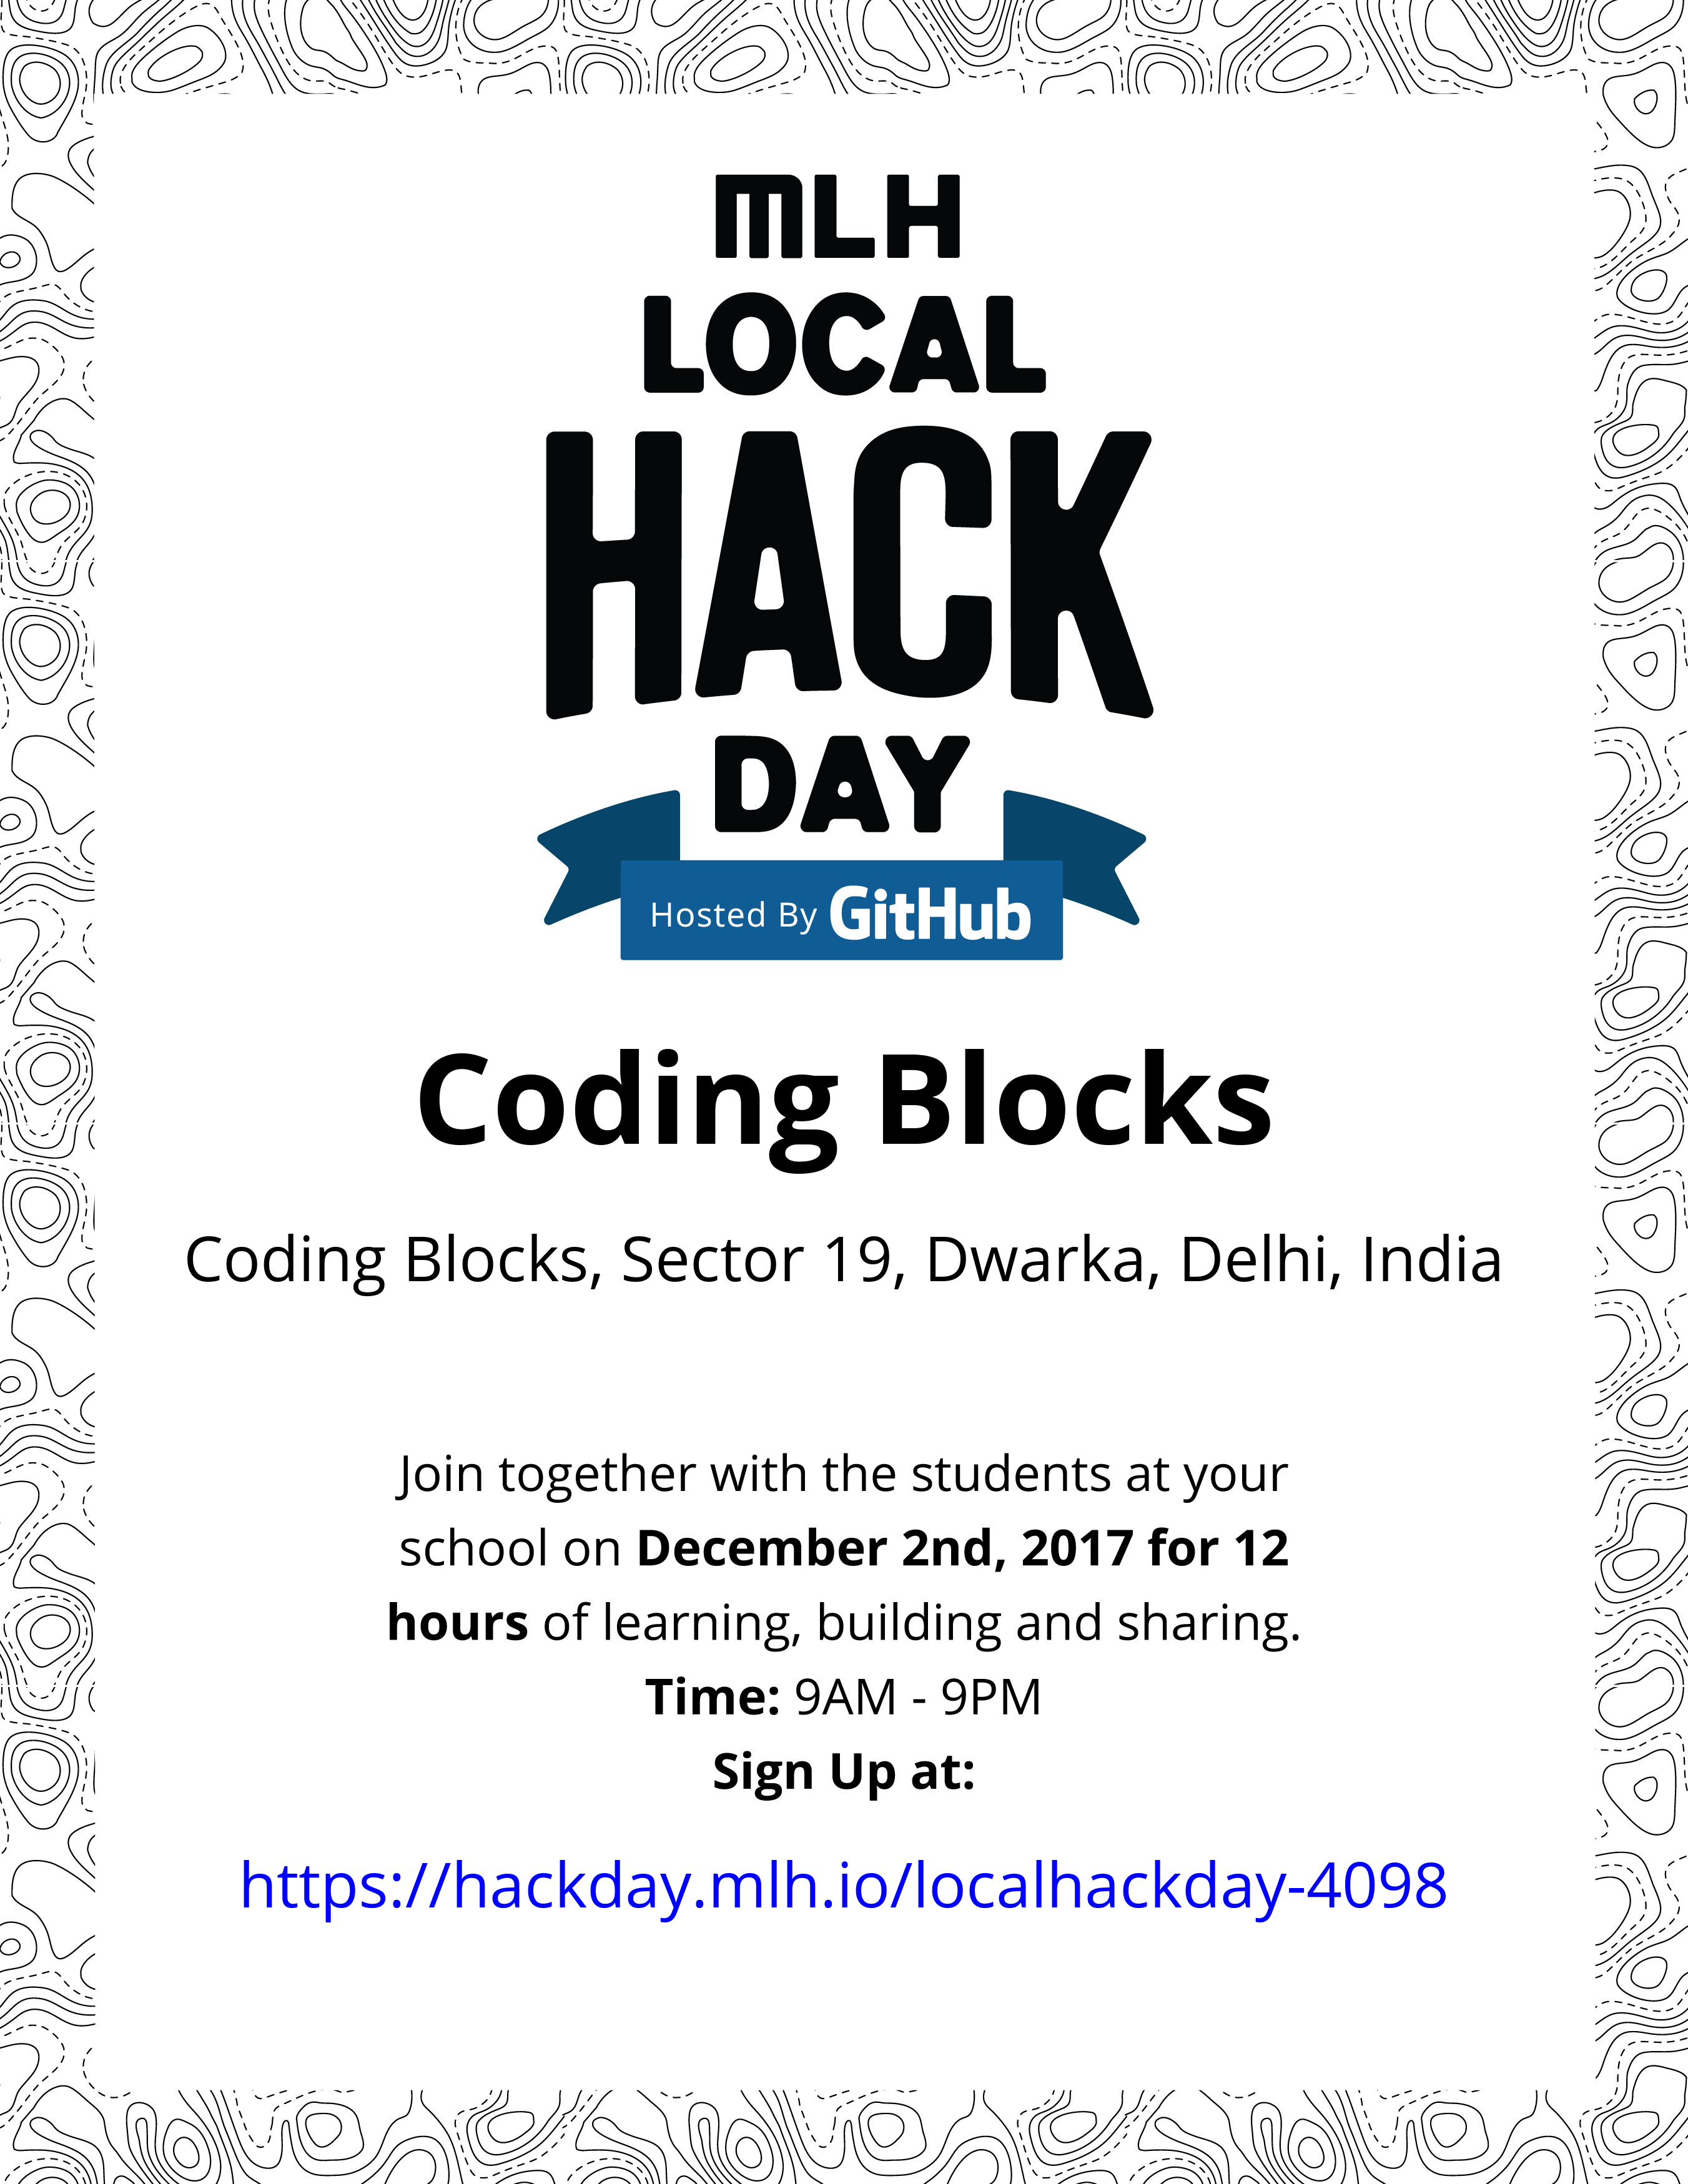 MLH
LOCAL
HACK
DAY
Hosted By GitHub
Coding Blocks
Coding Blocks, Sector 19, Dwarka, Delhi, India
Join together with the students at your
school on December 2nd, 2017 for 12
hours of learning, building and sharing.
Time: 9AM - 9PM
Sign Up at:
https://hackday.mlh.io/localhackday-4098